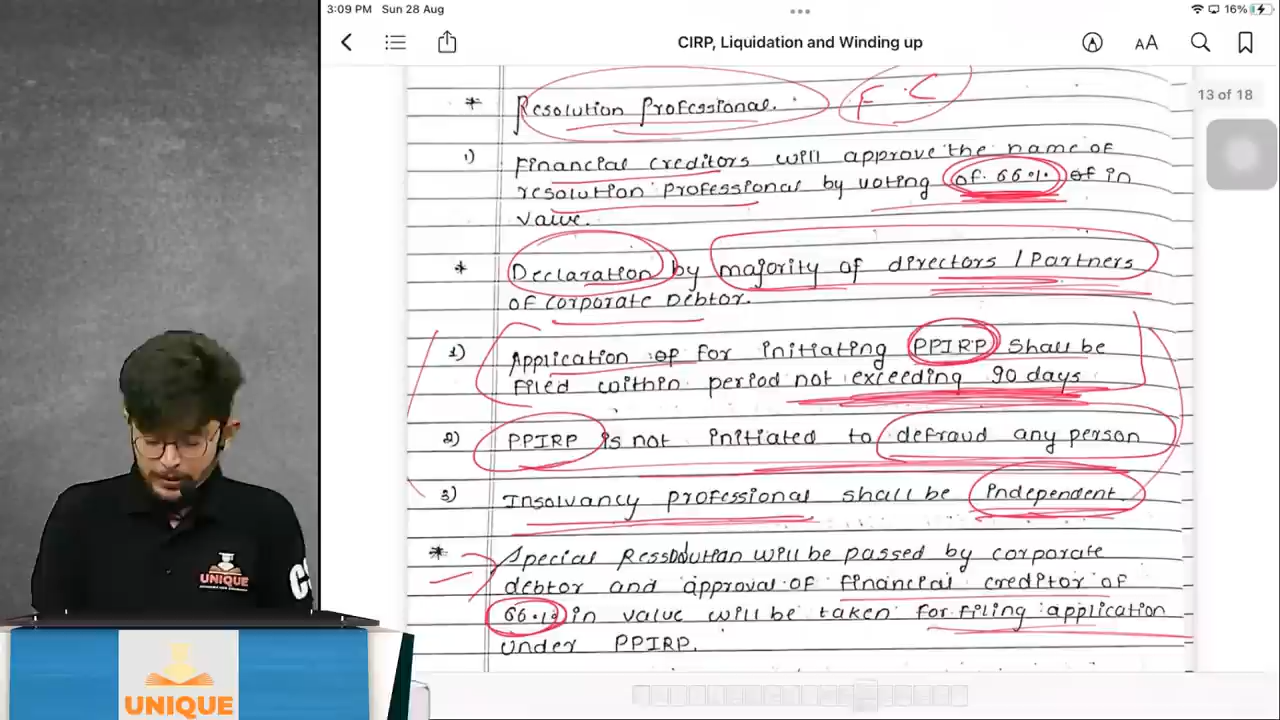 3:09 PM Sun 28 Aug
16%
CIRP, Liquidation and Winding up
AA
13 of 18
* Resolution Professional. F.C
1) Financial creditors will approve the name of
resolution professional by voting of 66% of in
value.
* Declaration by majority of directors / Partners
of corporate Debtor.
1) Application of for initiating PPIRP shall be
filed within period not exceeding 90 days
2) PPIRP is not initiated to defraud any person
3) Insolvancy professional shall be independent.
* Special Ressolution will be passed by corporate
debtor and approval of financial creditor of
66% in value will be taken for filing application
under PPIRP.
UNIQUE
UNIQUE